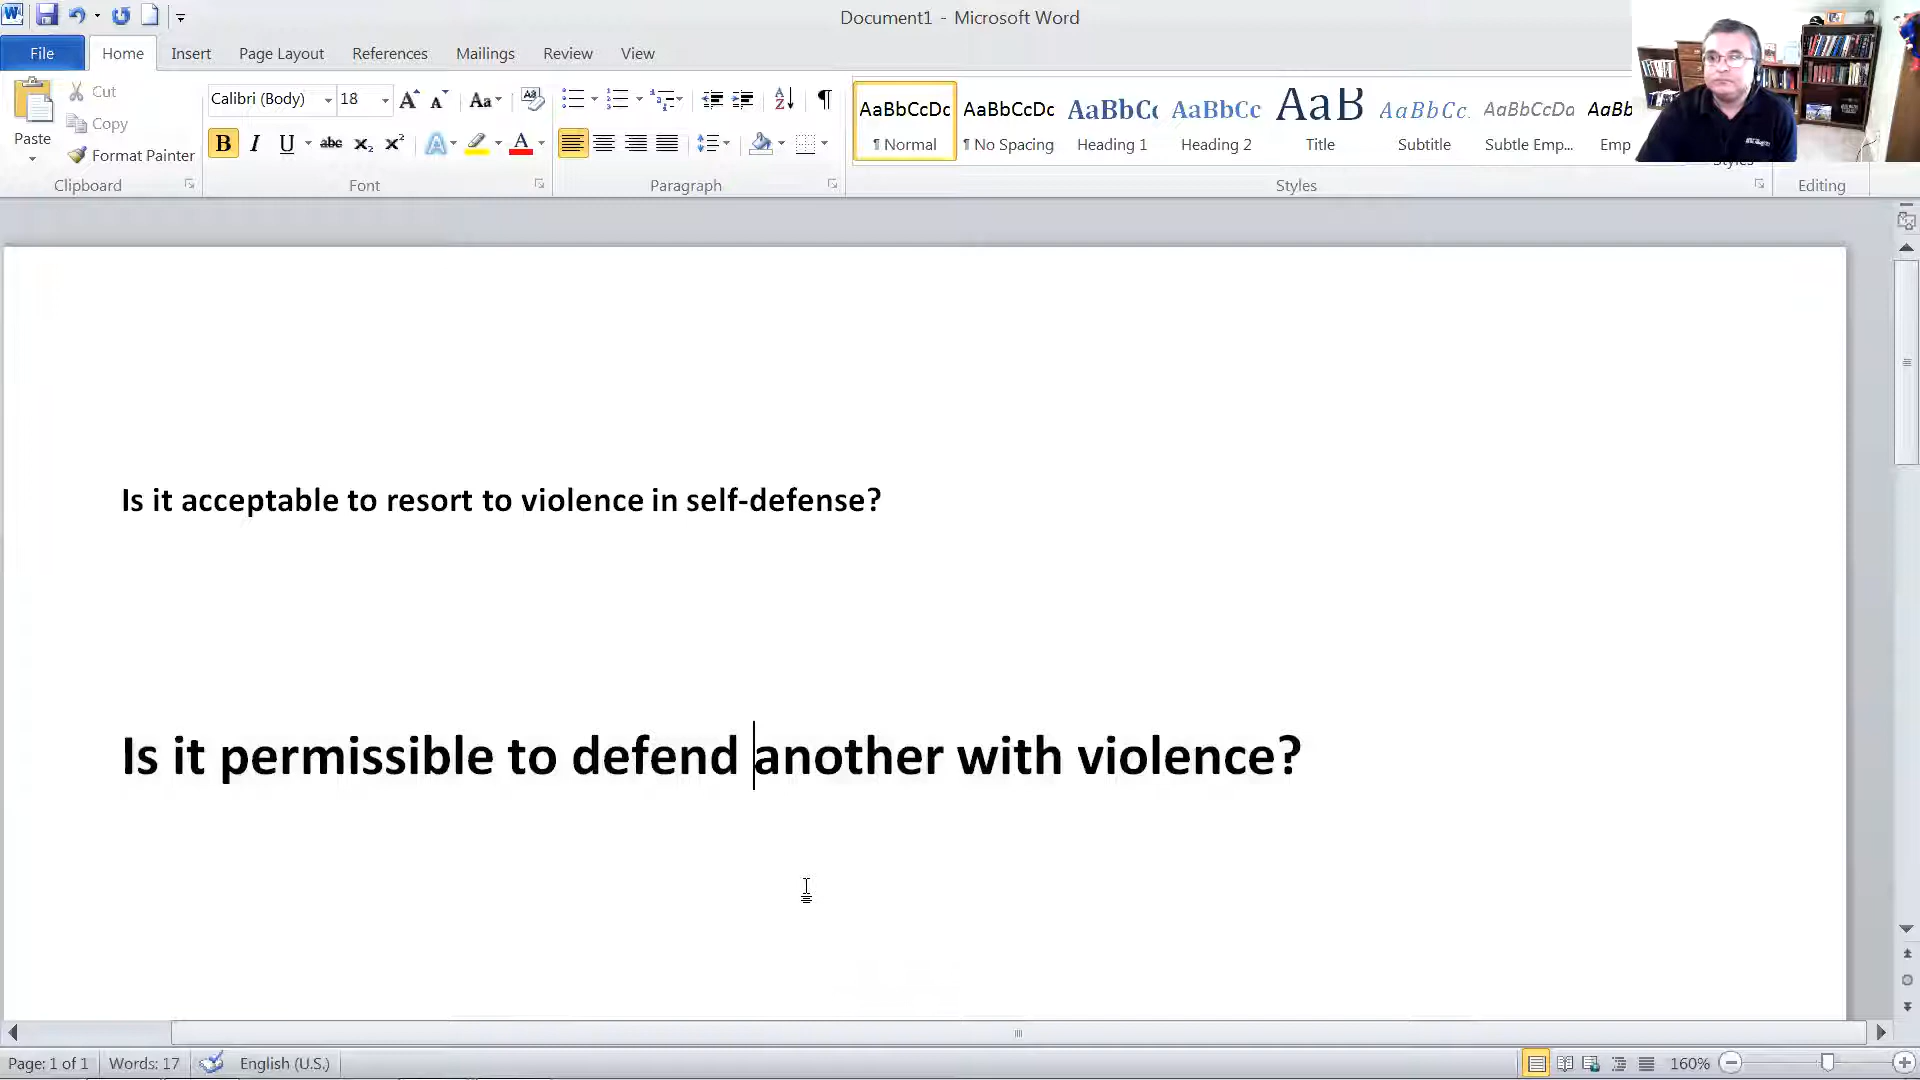 Document1 - Microsoft Word
File Home Insert Page Layout References Mailings Review View
Paste
Cut
Copy
Format Painter
Clipboard
Calibri (Body) 18
Font
Paragraph
AaBbCcDc AaBbCcDc AaBbC AaBbCc AaB AaBbCc. AaBbCcDa AaBb
¶ Normal ¶ No Spacing Heading 1 Heading 2 Title Subtitle Subtle Emp... Emp
Styles
Editing
Is it acceptable to resort to violence in self-defense?
Is it permissible to defend another with violence?
Page: 1 of 1 Words: 17 English (U.S.) 160%